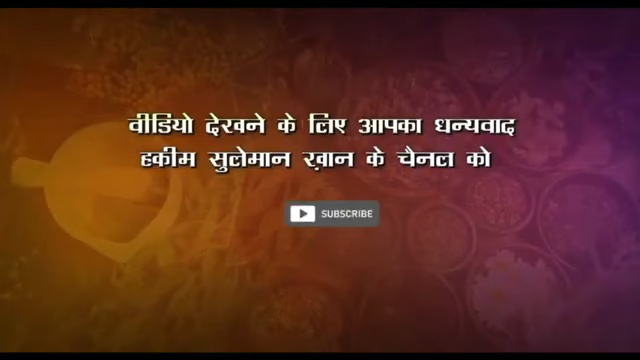 वीडियो देखने के लिए आपका धन्यवाद
हकीम सुलेमान ख़ान के चैनल को
SUBSCRIBE